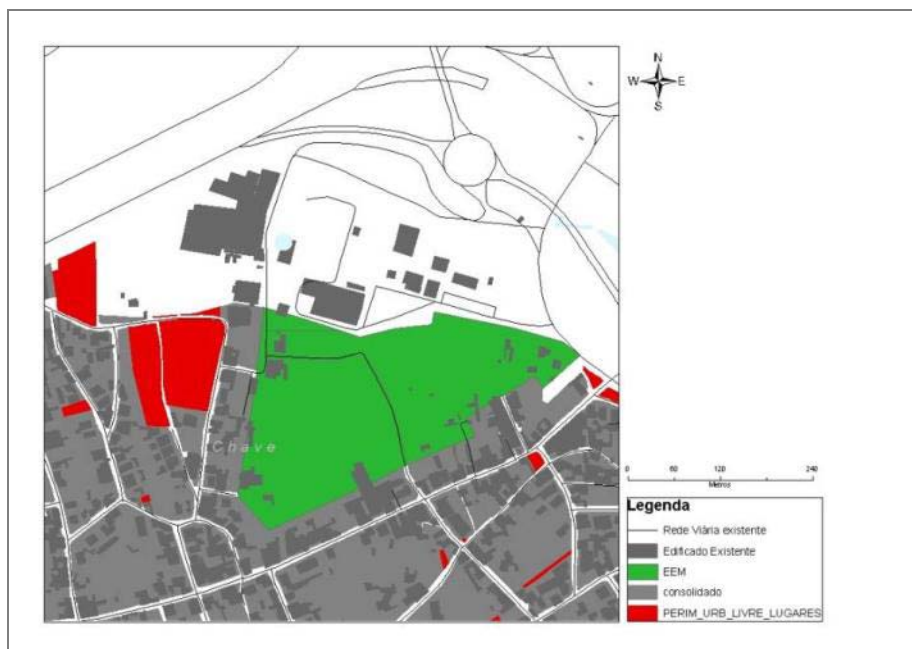 N
W E
S
Chave
0 60 120 240
Metros
Legenda
Rede Viária existente
Edificado Existente
EEM
consolidado
PERIM_URB_LIVRE_LUGARES